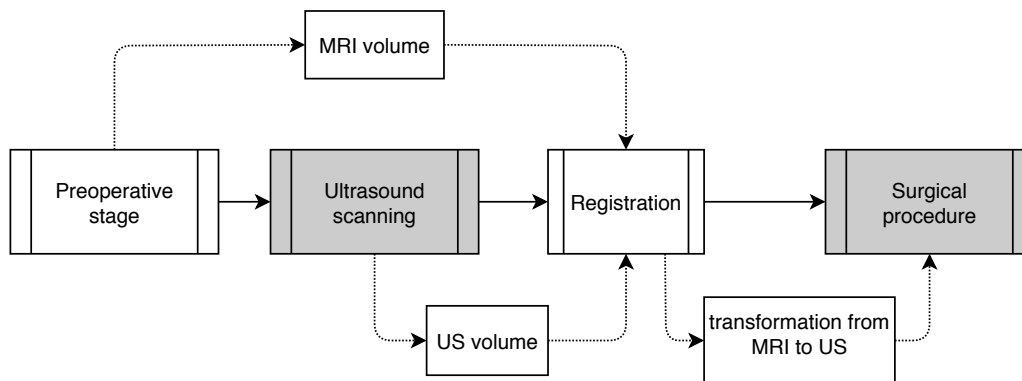 MRI volume
Preoperative
stage
Ultrasound
scanning
Registration
Surgical
procedure
US volume
transformation from
MRI to US